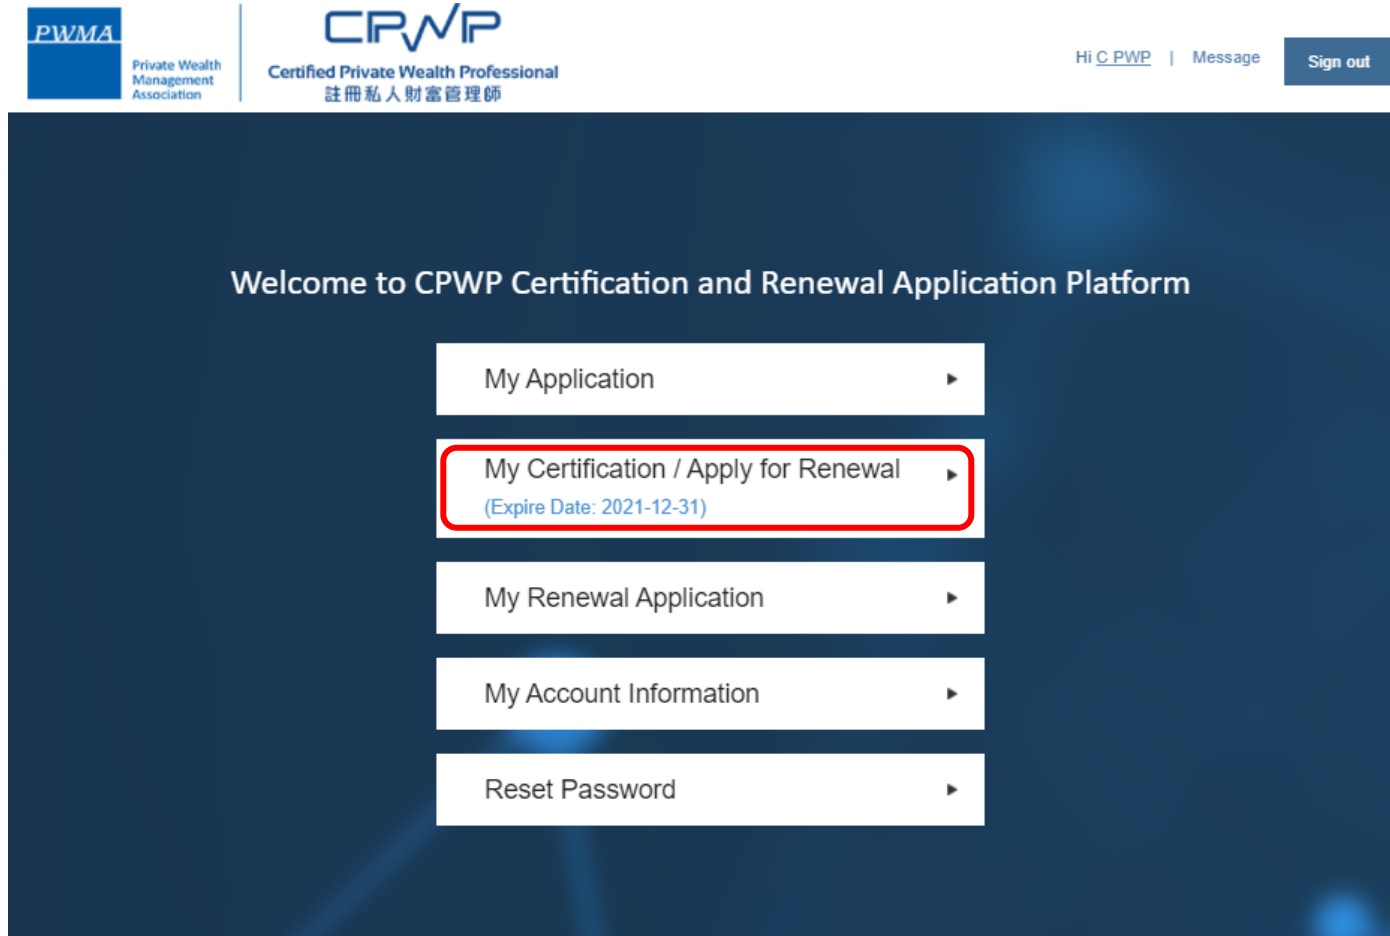 PWMA
Private Wealth
Management
Association
CPWP
Certified Private Wealth Professional
註冊私人財富管理師
Hi C PWP | Message
Sign out
Welcome to CPWP Certification and Renewal Application Platform
My Application
My Certification / Apply for Renewal
(Expire Date: 2021-12-31)
My Renewal Application
My Account Information
Reset Password